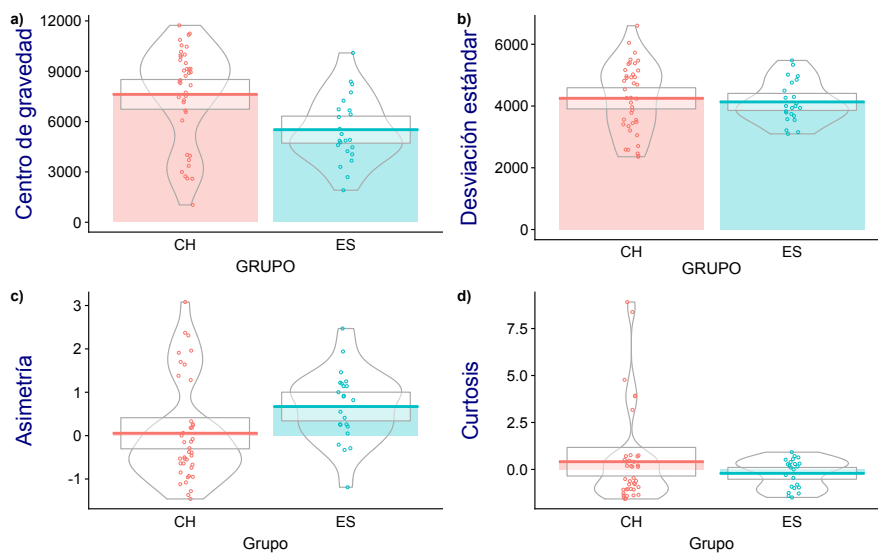 a)
Centro de gravedad
12000
9000
6000
3000
0
CH
ES
GRUPO
b)
Desviación estándar
6000
4000
2000
0
CH
ES
GRUPO
c)
Asimetría
3
2
1
0
-1
CH
ES
Grupo
d)
Curtosis
7.5
5.0
2.5
0.0
CH
ES
Grupo